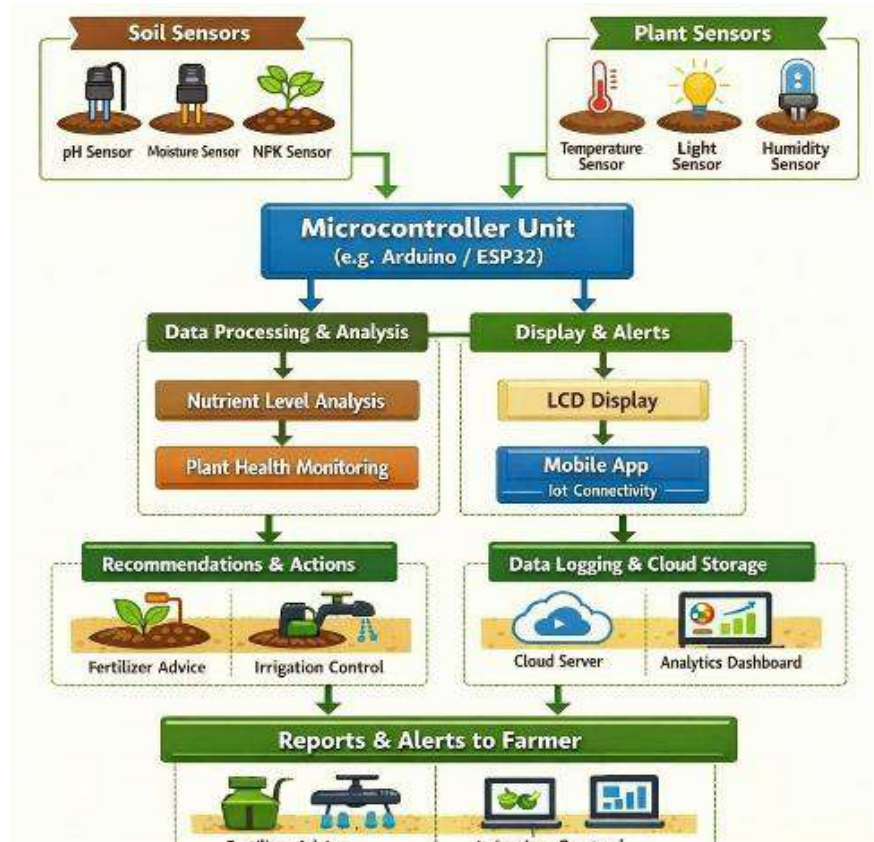 Soil Sensors
Plant Sensors
pH Sensor
Moisture Sensor
NFK Sensor
Temperature
Sensor
Light
Sensor
Humidity
Sensor
Microcontroller Unit
(e.g. Arduino / ESP32)
Data Processing & Analysis
Display & Alerts
Nutrient Level Analysis
LCD Display
Plant Health Monitoring
Mobile App
Iot Connectivity
Recommendations & Actions
Data Logging & Cloud Storage
Fertilizer Advice
Irrigation Control
Cloud Server
Analytics Dashboard
Reports & Alerts to Farmer